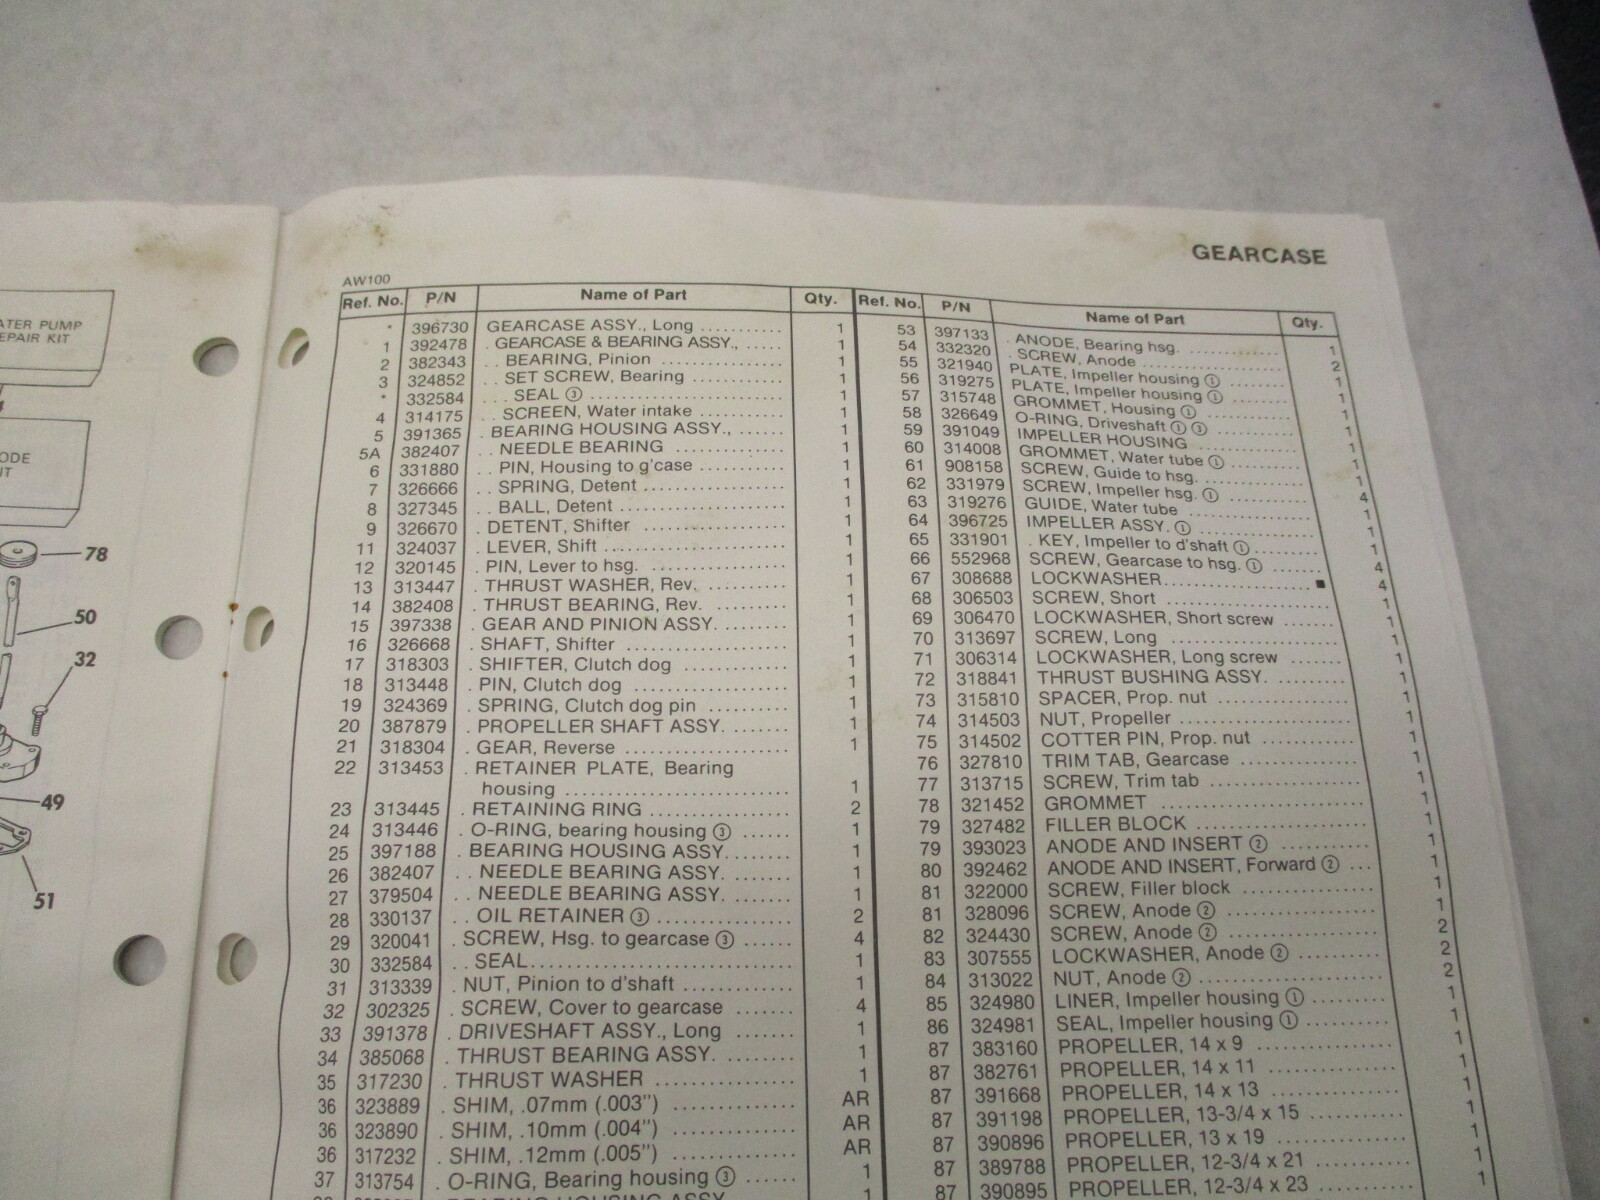 ATER PUMP
EPAIR KIT
ODE
IT
78
50
32
49
51
GEARCASE
AW100
Ref. No. P/N Name of Part Qty.
* 396730 GEARCASE ASSY., Long 1
1 392478 . GEARCASE & BEARING ASSY., 1
2 382343 . . BEARING, Pinion 1
3 324852 . . SET SCREW, Bearing 1
* 332584 . . . SEAL ③ 1
4 314175 . . SCREEN, Water intake 1
5 391365 . BEARING HOUSING ASSY., 1
5A 382407 . . NEEDLE BEARING 1
6 331880 . . PIN, Housing to g'case 1
7 326666 . . SPRING, Detent 1
8 327345 . . BALL, Detent 1
9 326670 . DETENT, Shifter 1
11 324037 . LEVER, Shift 1
12 320145 . PIN, Lever to hsg. 1
13 313447 . THRUST WASHER, Rev. 1
14 382408 . THRUST BEARING, Rev. 1
15 397338 . GEAR AND PINION ASSY. 1
16 326668 . SHAFT, Shifter 1
17 318303 . SHIFTER, Clutch dog 1
18 313448 . PIN, Clutch dog 1
19 324369 . SPRING, Clutch dog pin 1
20 387879 . PROPELLER SHAFT ASSY. 1
21 318304 . GEAR, Reverse 1
22 313453 . RETAINER PLATE, Bearing
housing 1
23 313445 . RETAINING RING 2
24 313446 . O-RING, bearing housing ③ 1
25 397188 . BEARING HOUSING ASSY. 1
26 382407 . . NEEDLE BEARING ASSY. 1
27 379504 . . NEEDLE BEARING ASSY. 1
28 330137 . . OIL RETAINER ③ 2
29 320041 . SCREW, Hsg. to gearcase ③ 4
30 332584 . . SEAL 1
31 313339 . NUT, Pinion to d'shaft 1
32 302325 . SCREW, Cover to gearcase 4
33 391378 . DRIVESHAFT ASSY., Long 1
34 385068 . THRUST BEARING ASSY. 1
35 317230 . THRUST WASHER 1
36 323889 . SHIM, .07mm (.003") AR
36 323890 . SHIM, .10mm (.004") AR
36 317232 . SHIM, .12mm (.005") AR
37 313754 . O-RING, Bearing housing ③ 1
Ref. No. P/N Name of Part Qty.
53 397133 . ANODE, Bearing hsg. 1
54 332320 . SCREW, Anode 2
55 321940 PLATE, Impeller housing ① 1
56 319275 PLATE, Impeller housing ① 1
57 315748 GROMMET, Housing ① 1
58 326649 O-RING, Driveshaft ① ③ 1
59 391049 IMPELLER HOUSING 1
60 314008 GROMMET, Water tube ① 1
61 908158 SCREW, Guide to hsg. 1
62 331979 SCREW, Impeller hsg. ① 4
63 319276 GUIDE, Water tube 1
64 396725 IMPELLER ASSY. ① 1
65 331901 . KEY, Impeller to d'shaft ① 1
66 552968 SCREW, Gearcase to hsg. ① 4
67 308688 LOCKWASHER ■ 4
68 306503 SCREW, Short 1
69 306470 LOCKWASHER, Short screw 1
70 313697 SCREW, Long 1
71 306314 LOCKWASHER, Long screw 1
72 318841 THRUST BUSHING ASSY. 1
73 315810 SPACER, Prop. nut 1
74 314503 NUT, Propeller 1
75 314502 COTTER PIN, Prop. nut 1
76 327810 TRIM TAB, Gearcase 1
77 313715 SCREW, Trim tab 1
78 321452 GROMMET 1
79 327482 FILLER BLOCK 1
79 393023 ANODE AND INSERT ② 1
80 392462 ANODE AND INSERT, Forward ② 1
81 322000 SCREW, Filler block 1
81 328096 SCREW, Anode ② 1
82 324430 SCREW, Anode ② 2
83 307555 LOCKWASHER, Anode ② 2
84 313022 NUT, Anode ② 2
85 324980 LINER, Impeller housing ① 1
86 324981 SEAL, Impeller housing ① 1
87 383160 PROPELLER, 14 x 9 1
87 382761 PROPELLER, 14 x 11 1
87 391668 PROPELLER, 14 x 13 1
87 391198 PROPELLER, 13-3/4 x 15 1
87 390896 PROPELLER, 13 x 19 1
87 389788 PROPELLER, 12-3/4 x 21 1
87 390895 PROPELLER, 12-3/4 x 23 1